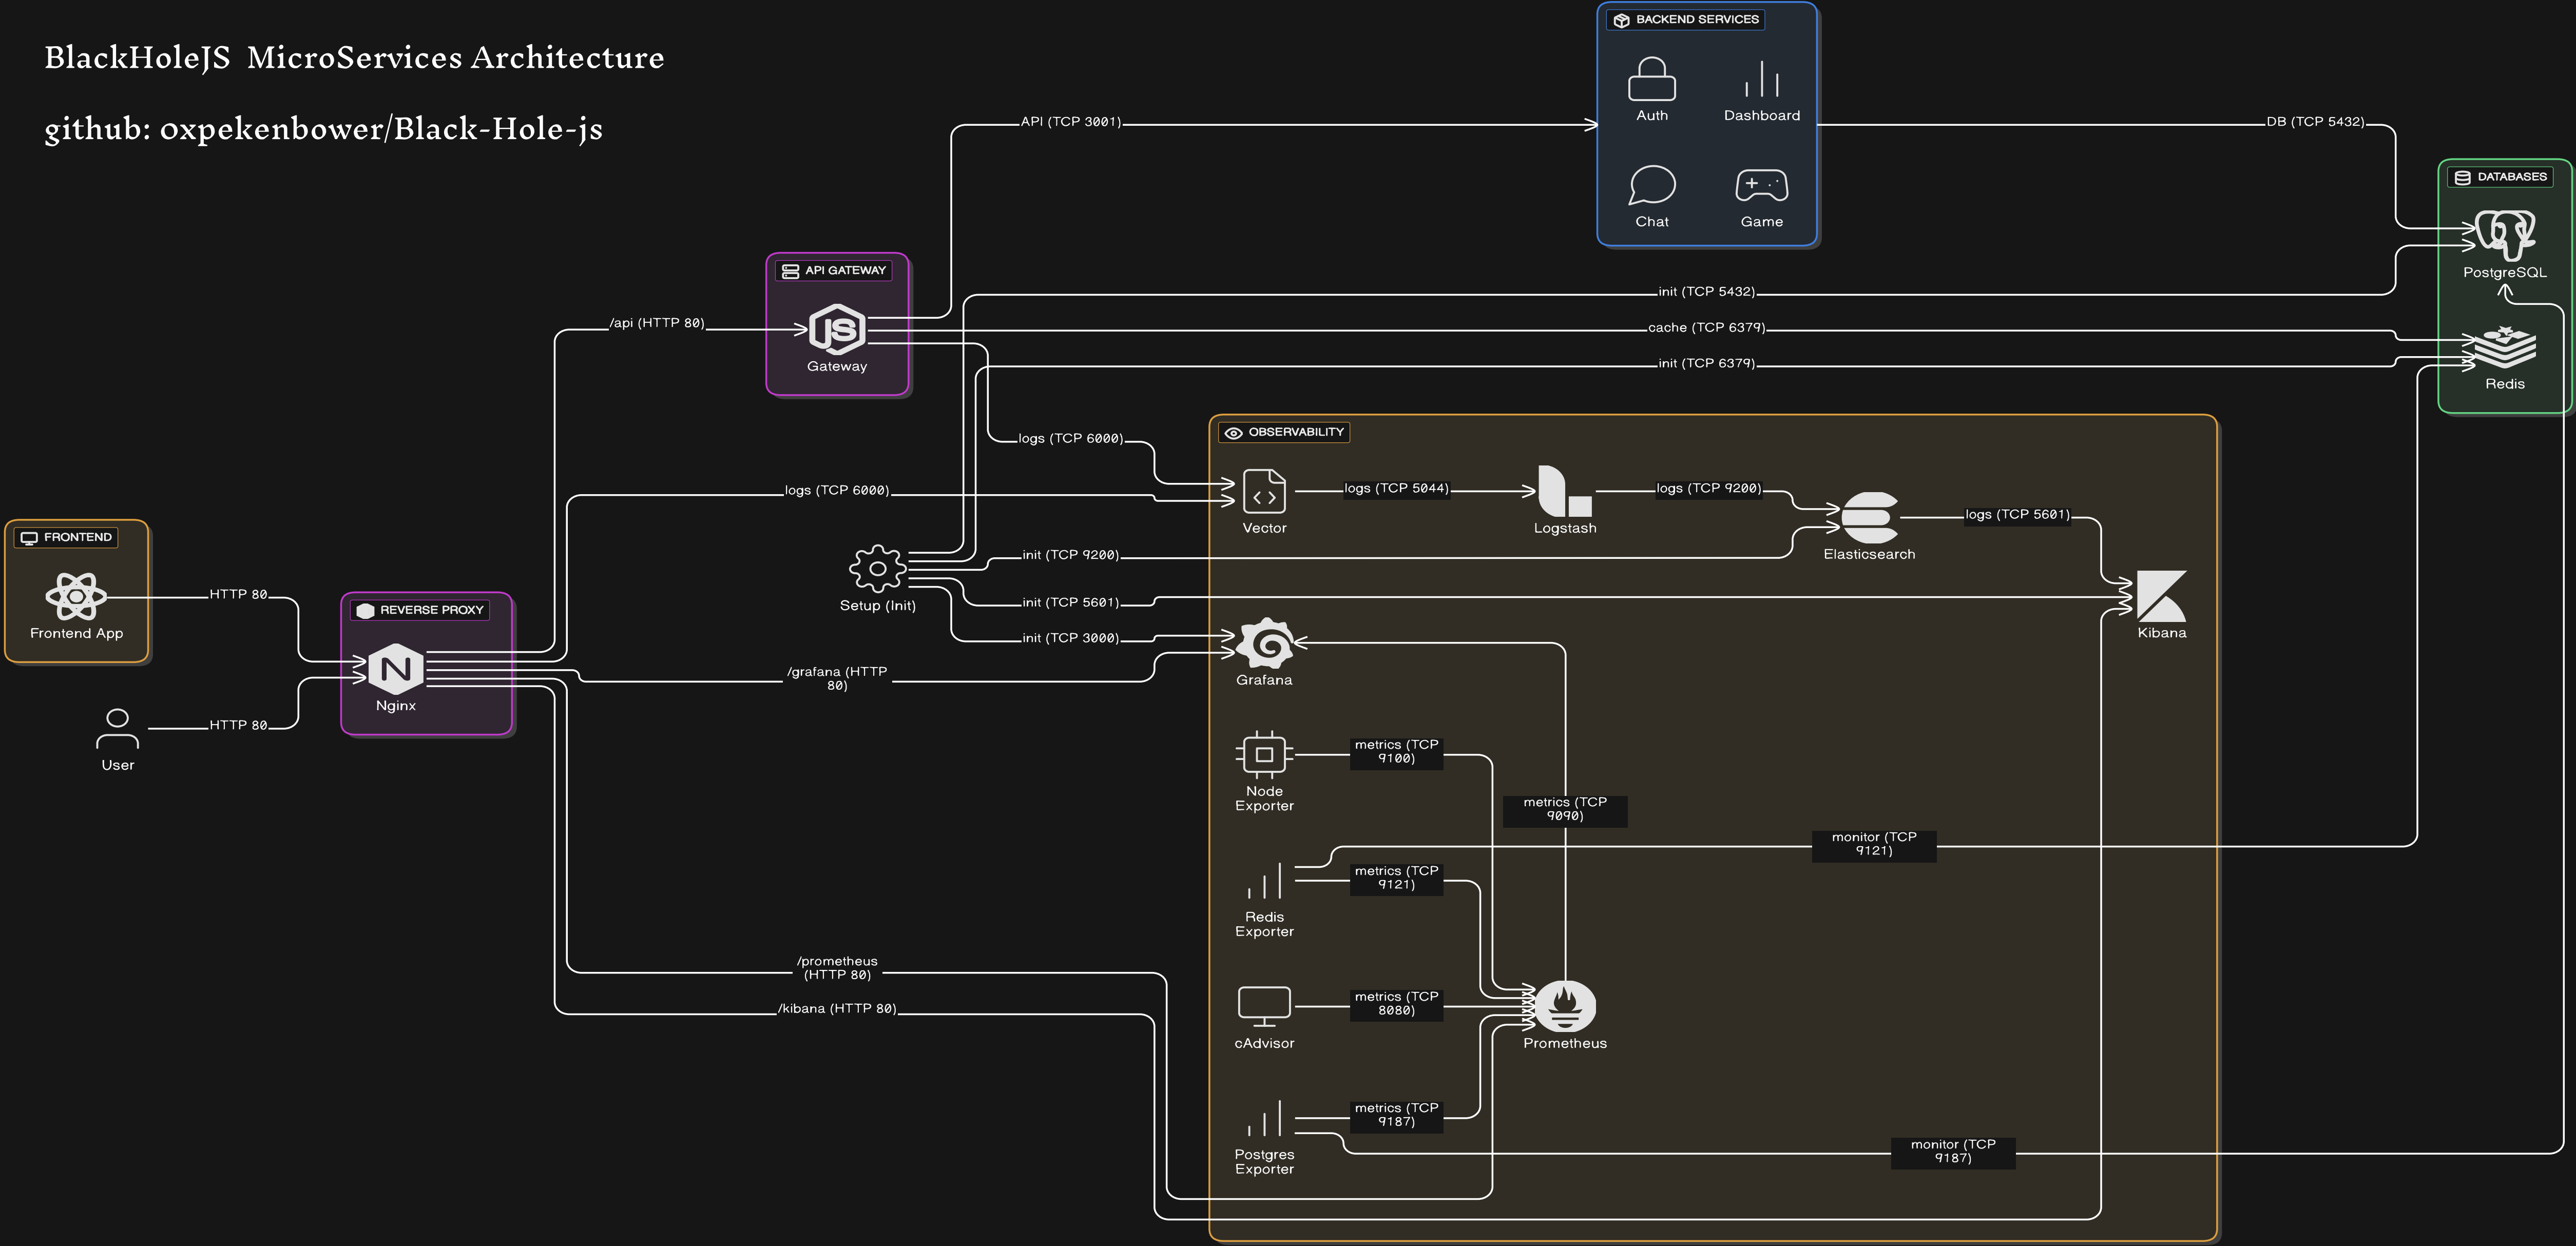 BlackHoleJS  MicroServices Architecture
github: oxpekenbower/Black-Hole-js
BACKEND SERVICES
Auth
Dashboard
Chat
Game
API (TCP 3001)
DB (TCP 5432)
DATABASES
PostgreSQL
Redis
API GATEWAY
Gateway
/api (HTTP 80)
init (TCP 5432)
cache (TCP 6379)
init (TCP 6379)
logs (TCP 6000)
logs (TCP 6000)
OBSERVABILITY
Vector
logs (TCP 5044)
Logstash
logs (TCP 9200)
Elasticsearch
logs (TCP 5601)
Kibana
FRONTEND
Frontend App
HTTP 80
REVERSE PROXY
Nginx
HTTP 80
User
Setup (Init)
init (TCP 9200)
init (TCP 5601)
init (TCP 3000)
/grafana (HTTP
80)
Grafana
Node
Exporter
metrics (TCP
9100)
metrics (TCP
9090)
monitor (TCP
9121)
Redis
Exporter
metrics (TCP
9121)
/prometheus
(HTTP 80)
/kibana (HTTP 80)
cAdvisor
metrics (TCP
8080)
Prometheus
Postgres
Exporter
metrics (TCP
9187)
monitor (TCP
9187)